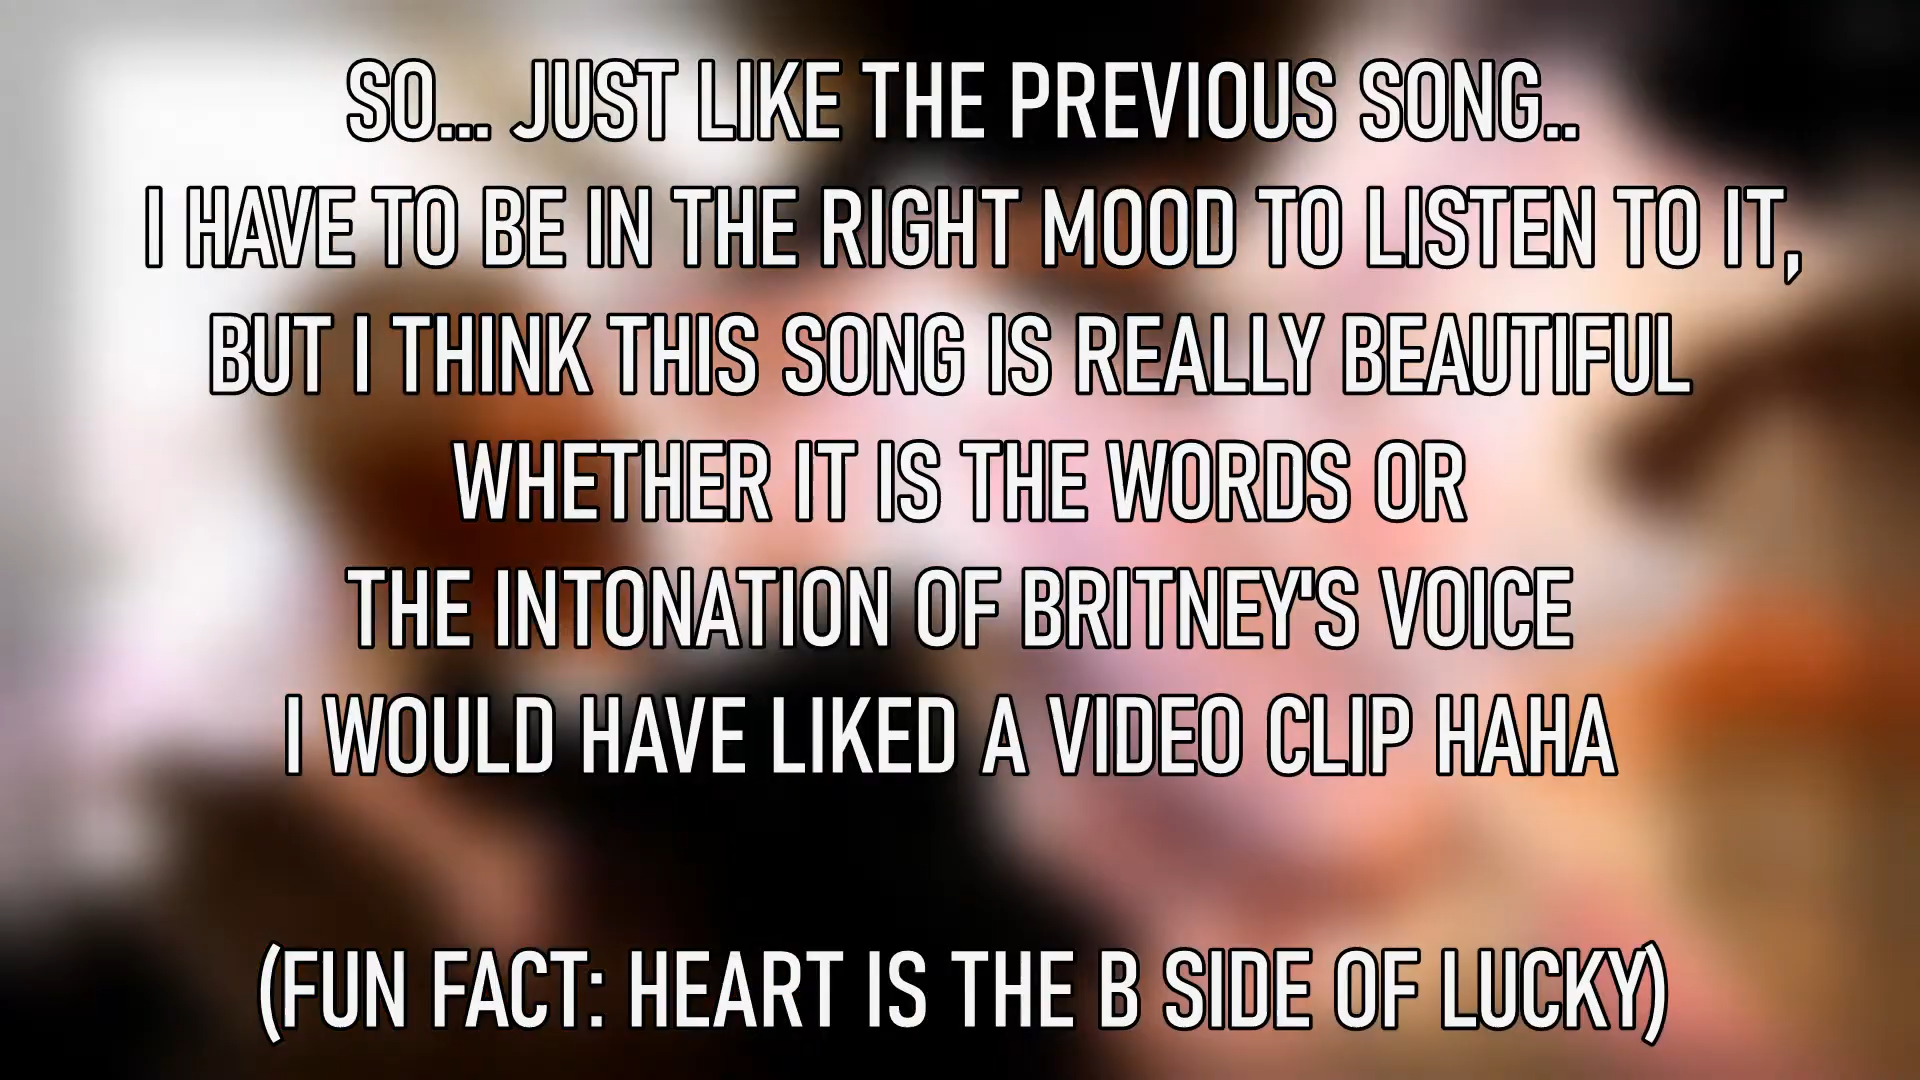 SO... JUST LIKE THE PREVIOUS SONG..
I HAVE TO BE IN THE RIGHT MOOD TO LISTEN TO IT,
BUT I THINK THIS SONG IS REALLY BEAUTIFUL
WHETHER IT IS THE WORDS OR
THE INTONATION OF BRITNEY'S VOICE
I WOULD HAVE LIKED A VIDEO CLIP HAHA
(FUN FACT: HEART IS THE B SIDE OF LUCKY)